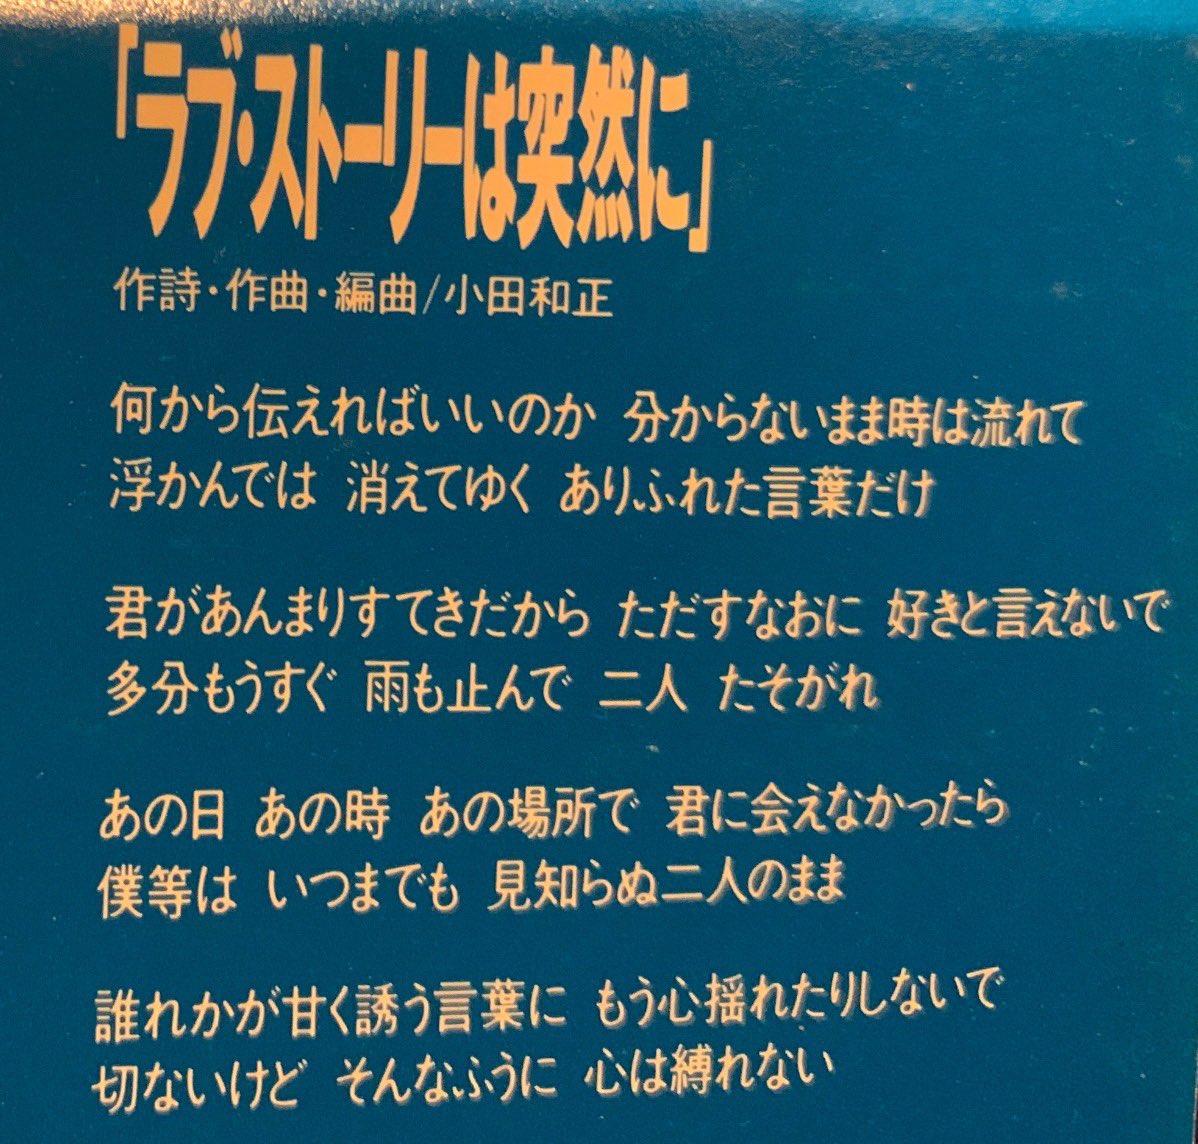 「ラブ・ストーリーは突然に」
作詩・作曲・編曲/小田和正
何から伝えればいいのか 分からないまま時は流れて
浮かんでは 消えてゆく ありふれた言葉だけ
君があんまりすてきだから ただすなおに 好きと言えないで
多分もうすぐ 雨も止んで 二人 たそがれ
あの日 あの時 あの場所で 君に会えなかったら
僕等は いつまでも 見知らぬ二人のまま
誰れかが甘く誘う言葉に もう心揺れたりしないで
切ないけど そんなふうに 心は縛れない